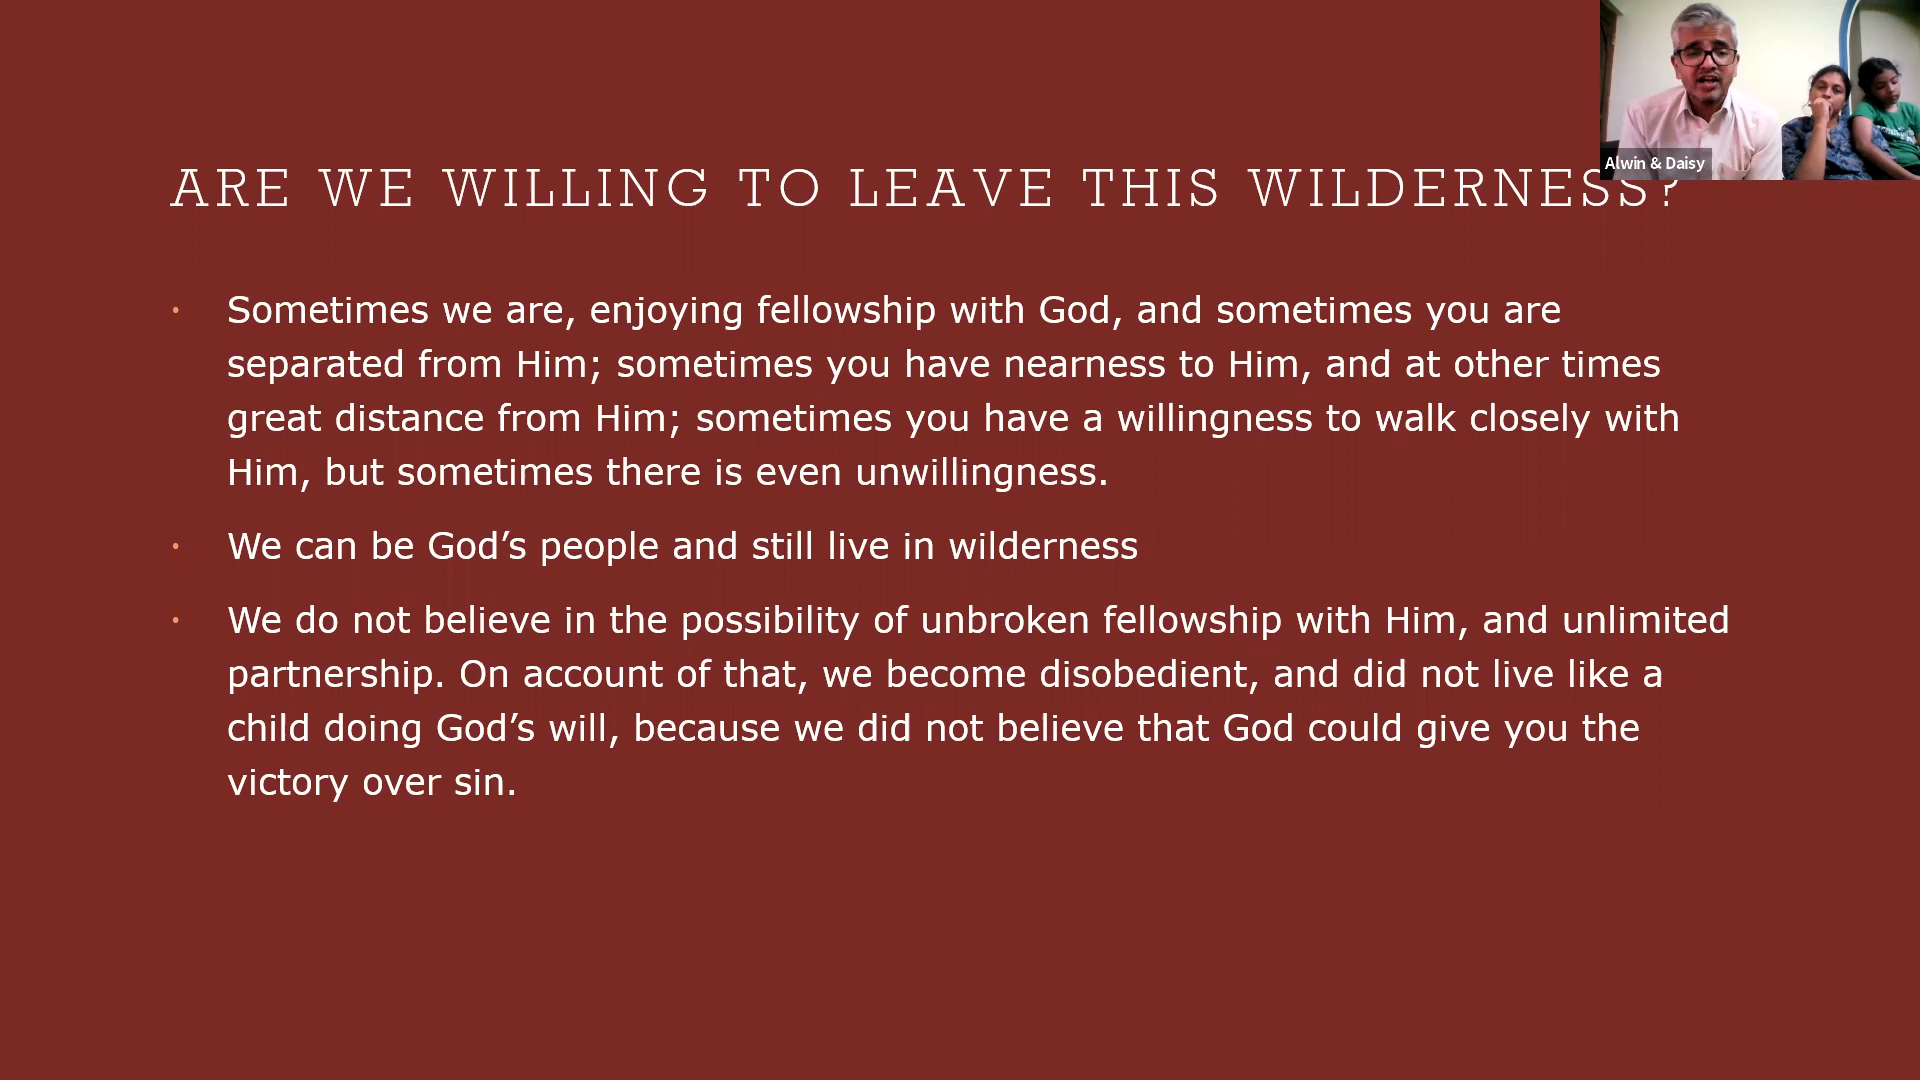 Alwin & Daisy
ARE WE WILLING TO LEAVE THIS WILDERNESS?
· Sometimes we are, enjoying fellowship with God, and sometimes you are
separated from Him; sometimes you have nearness to Him, and at other times
great distance from Him; sometimes you have a willingness to walk closely with
Him, but sometimes there is even unwillingness.
· We can be God’s people and still live in wilderness
· We do not believe in the possibility of unbroken fellowship with Him, and unlimited
partnership. On account of that, we become disobedient, and did not live like a
child doing God’s will, because we did not believe that God could give you the
victory over sin.